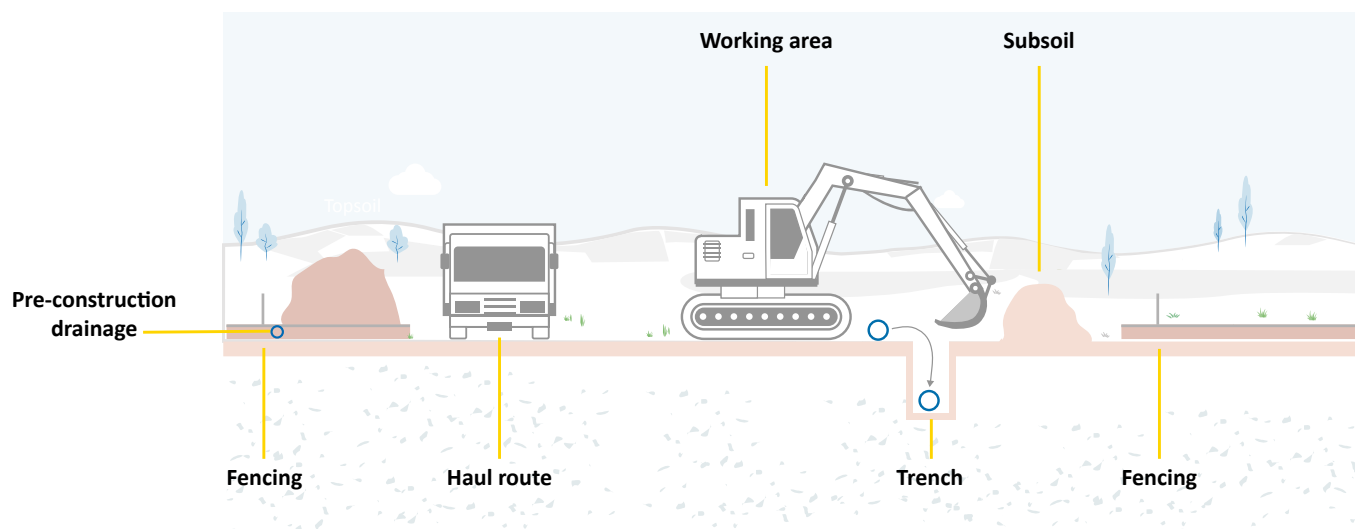 Working area
Subsoil
Topsoil
Pre-construction
drainage
Fencing
Haul route
Trench
Fencing